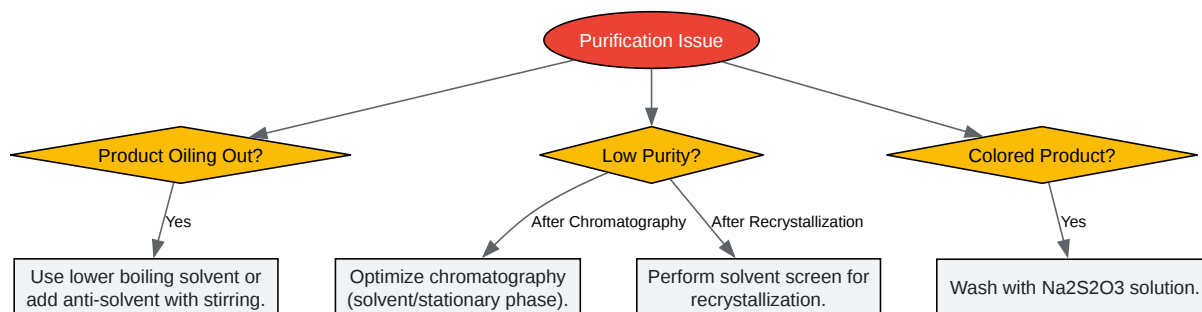 Purification Issue
Product Oiling Out?
Low Purity?
Colored Product?
Yes
After Chromatography
After Recrystallization
Yes
Use lower boiling solvent or
add anti-solvent with stirring.
Optimize chromatography
(solvent/stationary phase).
Perform solvent screen for
recrystallization.
Wash with Na2S2O3 solution.